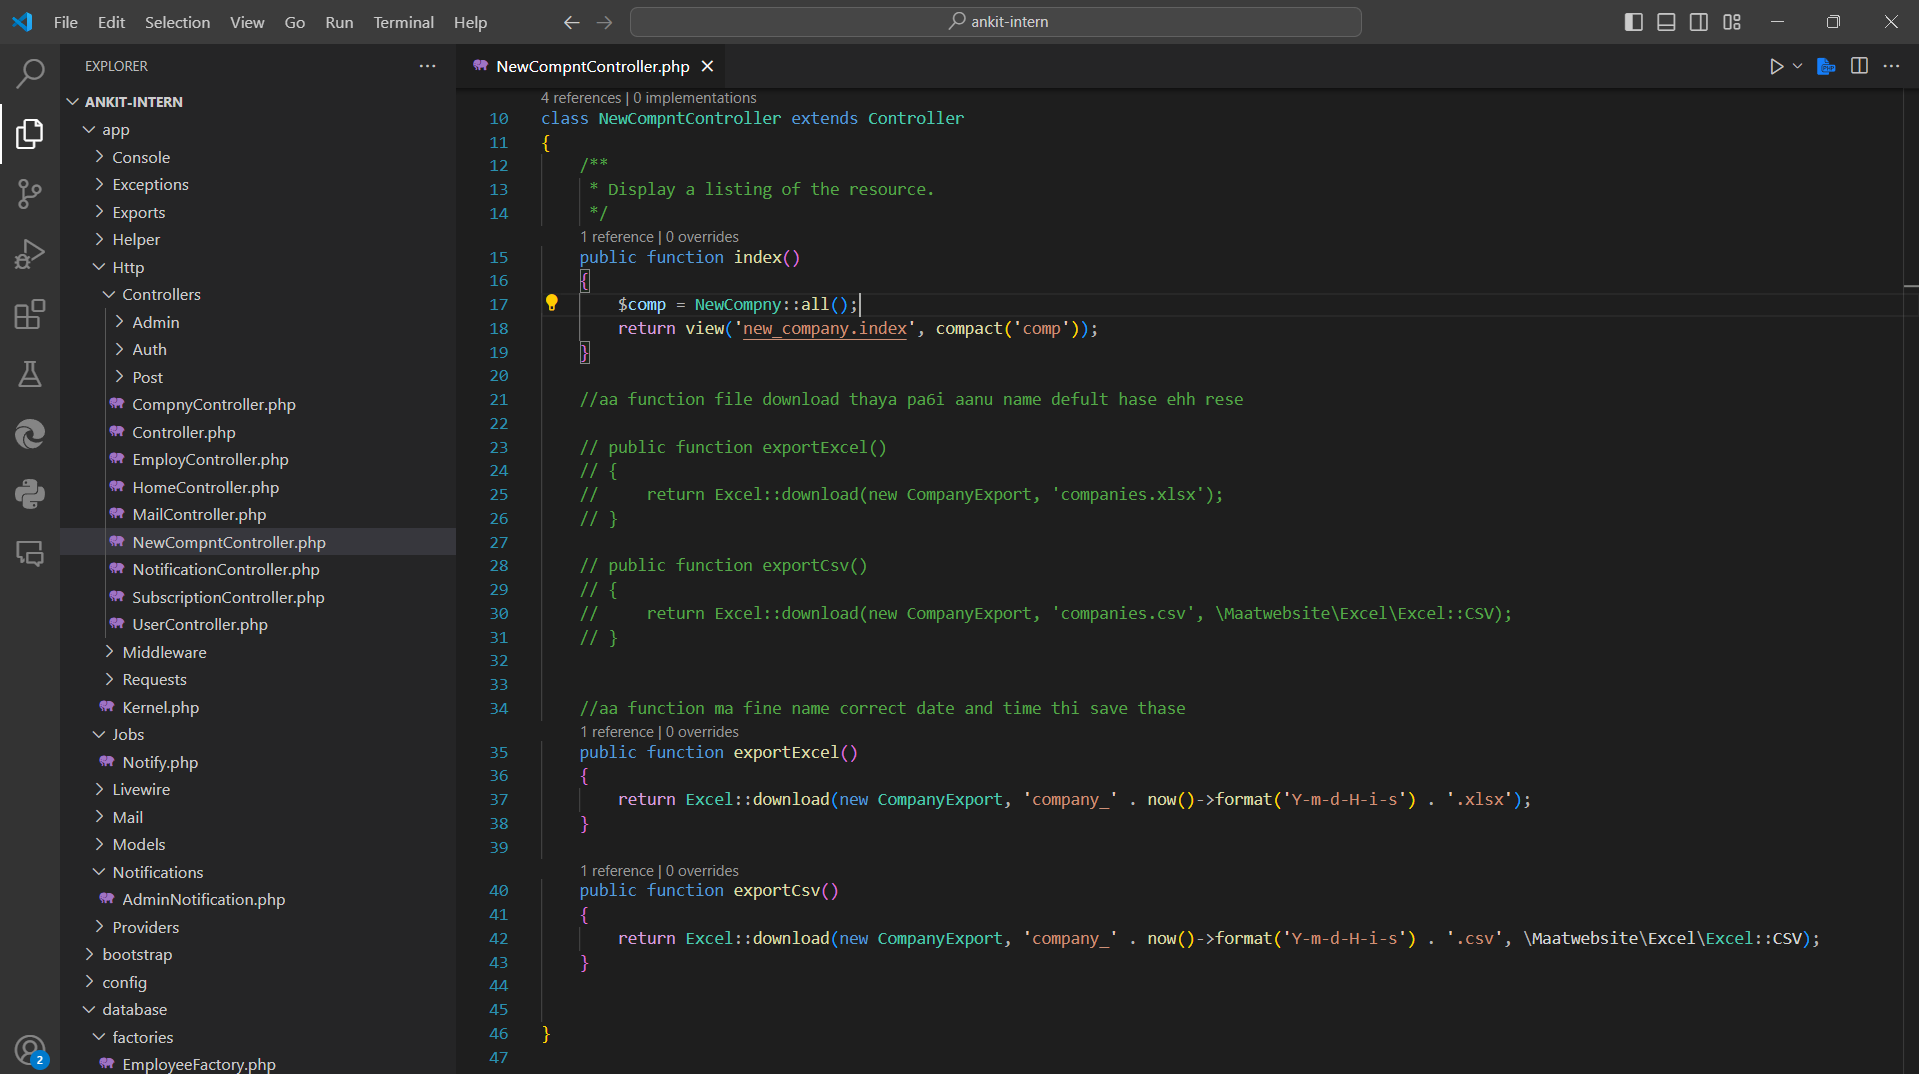 File Edit Selection View Go Run Terminal Help
ankit-intern
EXPLORER
ANKIT-INTERN
app
Console
Exceptions
Exports
Helper
Http
Controllers
Admin
Auth
Post
CompnyController.php
Controller.php
EmployController.php
HomeController.php
MailController.php
NewCompntController.php
NotificationController.php
SubscriptionController.php
UserController.php
Middleware
Requests
Kernel.php
Jobs
Notify.php
Livewire
Mail
Models
Notifications
AdminNotification.php
Providers
bootstrap
config
database
factories
EmployeeFactory.php
2
NewCompntController.php
4 references | 0 implementations
10 class NewCompntController extends Controller
11 {
12 /**
13 * Display a listing of the resource.
14 */
1 reference | 0 overrides
15 public function index()
16 {
17 $comp = NewCompny::all();
18 return view('new_company.index', compact('comp'));
19 }
20
21 //aa function file download thaya pa6i aanu name defult hase ehh rese
22
23 // public function exportExcel()
24 // {
25 //     return Excel::download(new CompanyExport, 'companies.xlsx');
26 // }
27
28 // public function exportCsv()
29 // {
30 //     return Excel::download(new CompanyExport, 'companies.csv', \Maatwebsite\Excel\Excel::CSV);
31 // }
32
33
34 //aa function ma fine name correct date and time thi save thase
1 reference | 0 overrides
35 public function exportExcel()
36 {
37 return Excel::download(new CompanyExport, 'company_' . now()->format('Y-m-d-H-i-s') . '.xlsx');
38 }
39
1 reference | 0 overrides
40 public function exportCsv()
41 {
42 return Excel::download(new CompanyExport, 'company_' . now()->format('Y-m-d-H-i-s') . '.csv', \Maatwebsite\Excel\Excel::CSV);
43 }
44
45
46 }
47